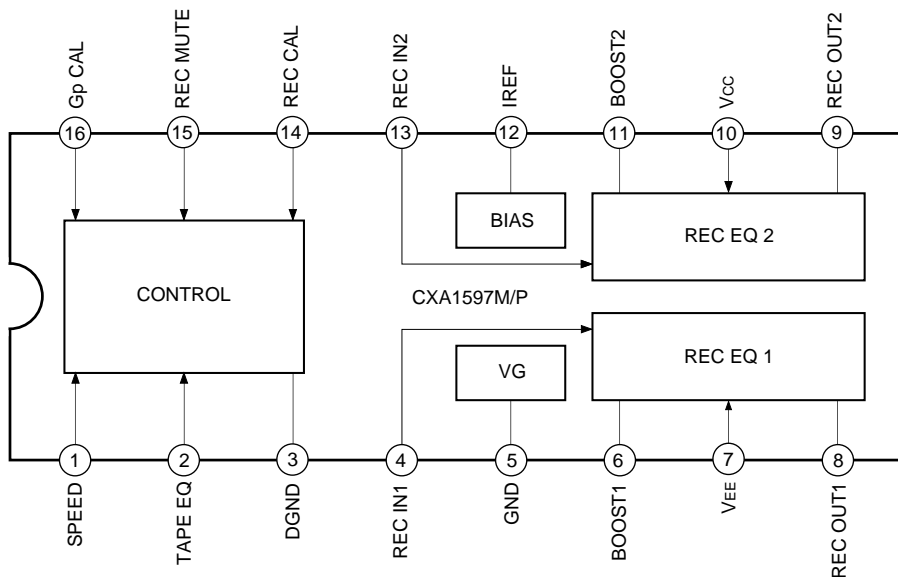 Gp CAL
REC MUTE
REC CAL
REC IN2
IREF
BOOST2
VCC
REC OUT2
16
15
14
13
12
11
10
9
BIAS
REC EQ 2
CONTROL
CXA1597M/P
REC EQ 1
VG
1
2
3
4
5
6
7
8
SPEED
TAPE EQ
DGND
REC IN1
GND
BOOST1
VEE
REC OUT1